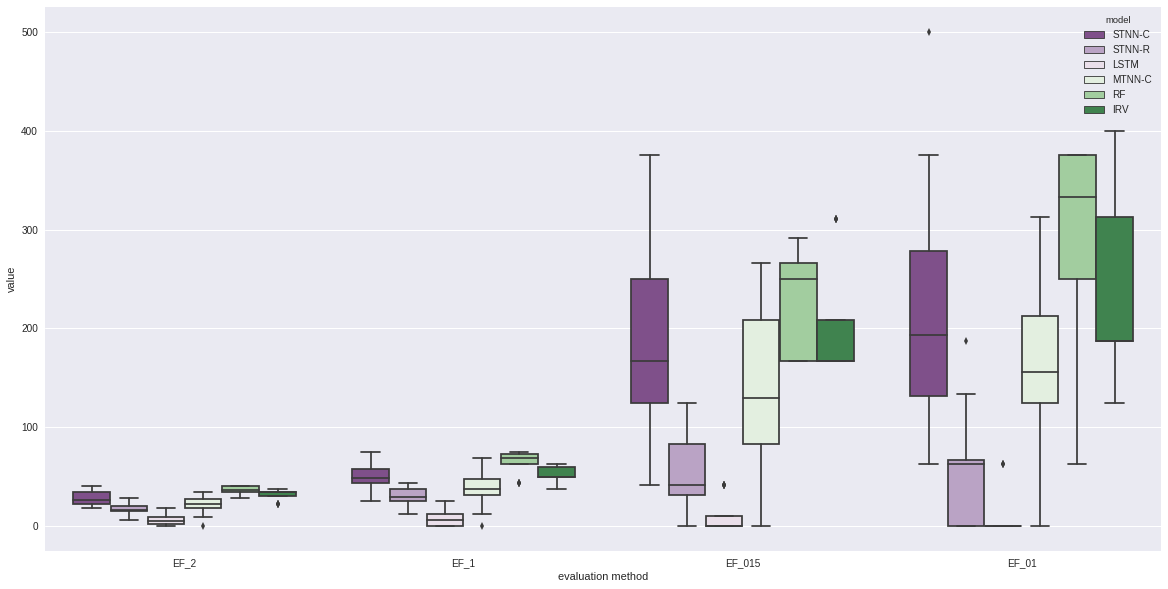 500
400
300
200
100
0
value
EF_2
EF_1
EF_015
EF_01
evaluation method
model
STNN-C
STNN-R
LSTM
MTNN-C
RF
IRV